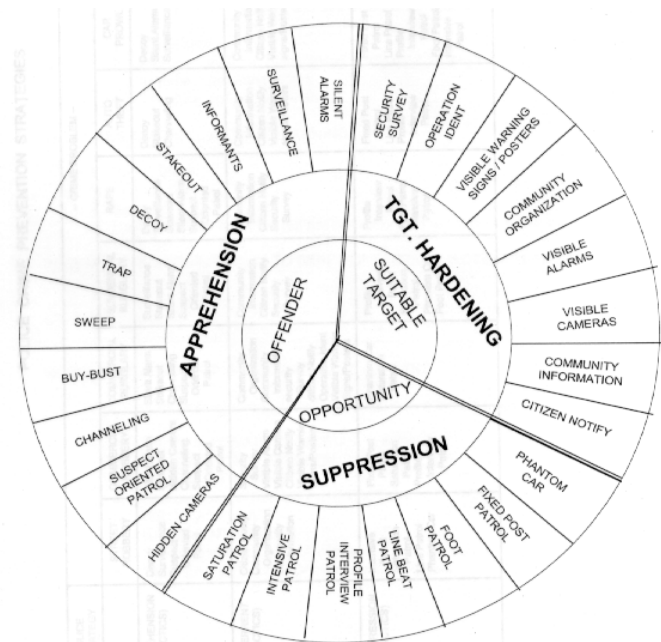 SILENT
ALARMS
SECURITY
SURVEY
OPERATION
IDENT
VISIBLE WARNING
SIGNS / POSTERS
COMMUNITY
ORGANIZATION
VISIBLE
ALARMS
VISIBLE
CAMERAS
COMMUNITY
INFORMATION
CITIZEN NOTIFY
PHANTOM
CAR
FIXED POST
PATROL
FOOT
PATROL
LINE BEAT
PATROL
PROFILE
INTERVIEW
PATROL
INTENSIVE
PATROL
SATURATION
PATROL
HIDDEN CAMERAS
SUSPECT
ORIENTED
PATROL
CHANNELING
BUY-BUST
SWEEP
TRAP
DECOY
STAKEOUT
INFORMANTS
SURVEILLANCE
APPREHENSION
TGT. HARDENING
SUPPRESSION
OFFENDER
SUITABLE
TARGET
OPPORTUNITY
PREVENTION STRATEGIES